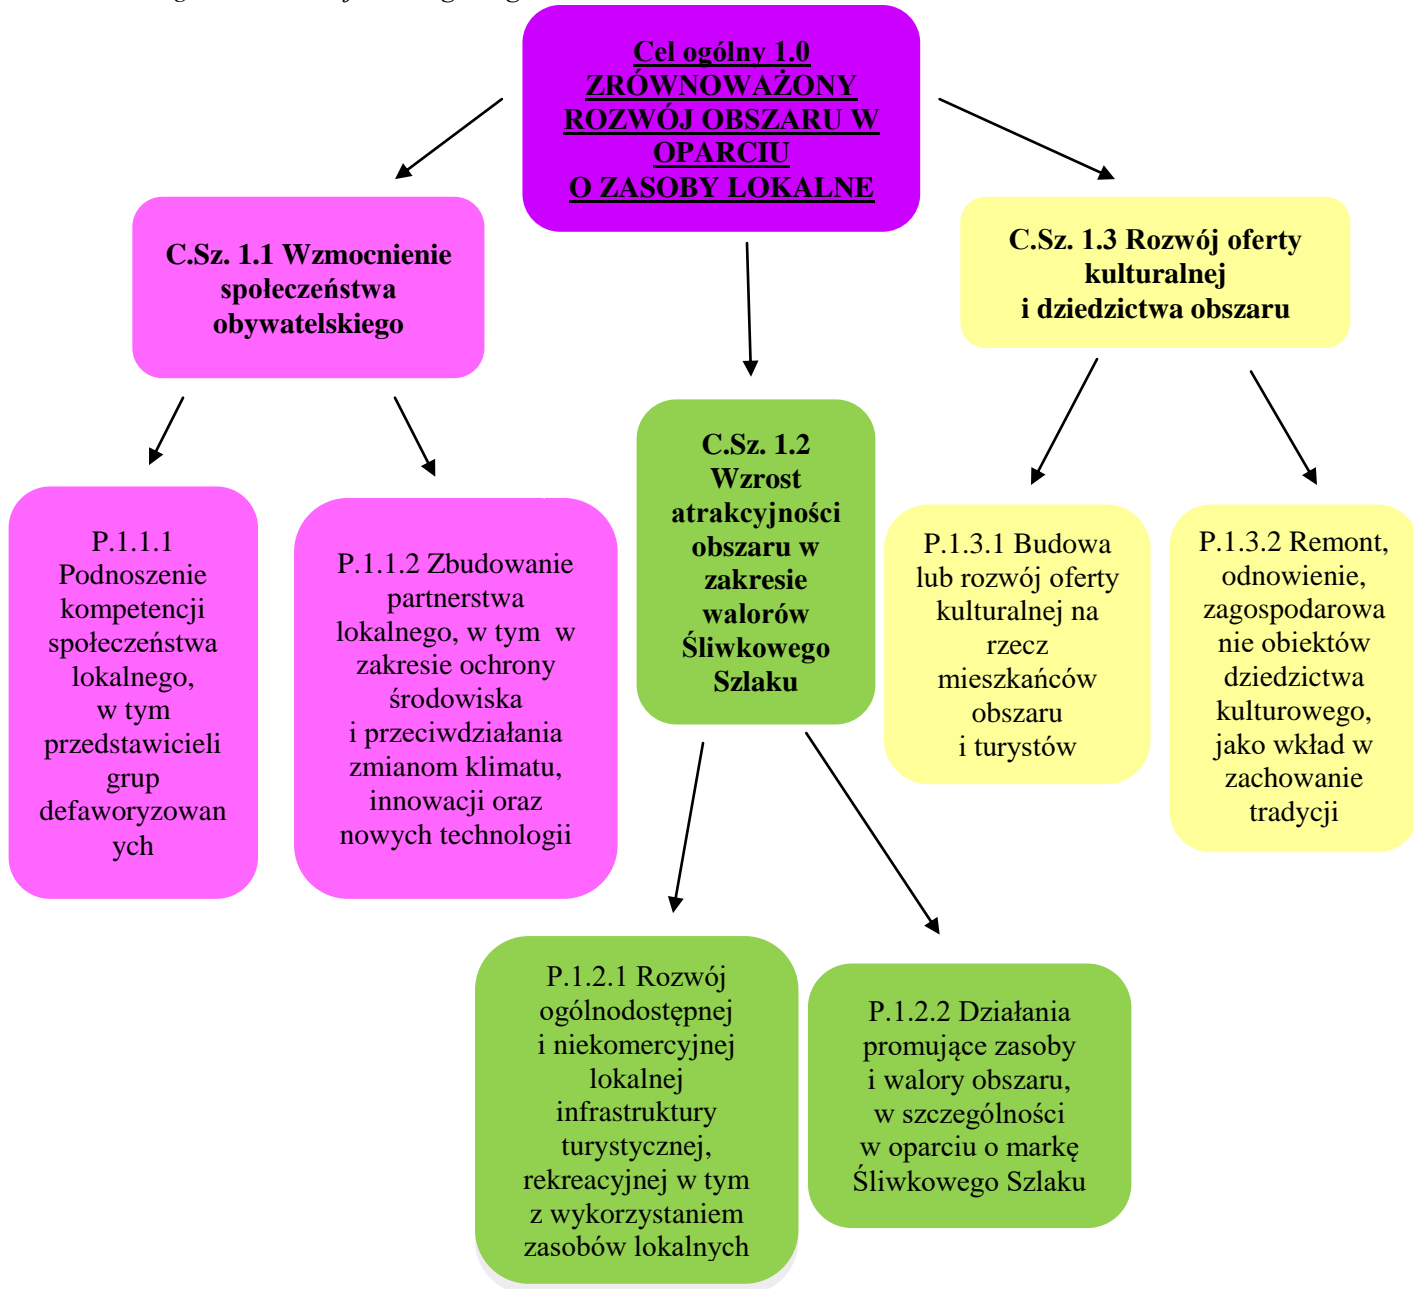 Cel ogólny 1.0
ZRÓWNOWAŻONY
ROZWÓJ OBSZARU W
OPARCIU
O ZASOBY LOKALNE
C.Sz. 1.1 Wzmocnienie
społeczeństwa
obywatelskiego
C.Sz. 1.3 Rozwój oferty
kulturalnej
i dziedzictwa obszaru
C.Sz. 1.2
Wzrost
atrakcyjności
obszaru w
zakresie
walorów
Śliwkowego
Szlaku
P.1.1.1
Podnoszenie
kompetencji
społeczeństwa
lokalnego,
w tym
przedstawicieli
grup
defaworyzowan
ych
P.1.1.2 Zbudowanie
partnerstwa
lokalnego, w tym w
zakresie ochrony
środowiska
i przeciwdziałania
zmianom klimatu,
innowacji oraz
nowych technologii
P.1.3.1 Budowa
lub rozwój oferty
kulturalnej na
rzecz
mieszkańców
obszaru
i turystów
P.1.3.2 Remont,
odnowienie,
zagospodarowa
nie obiektów
dziedzictwa
kulturowego,
jako wkład w
zachowanie
tradycji
P.1.2.1 Rozwój
ogólnodostępnej
i niekomercyjnej
lokalnej
infrastruktury
turystycznej,
rekreacyjnej w tym
z wykorzystaniem
zasobów lokalnych
P.1.2.2 Działania
promujące zasoby
i walory obszaru,
w szczególności
w oparciu o markę
Śliwkowego Szlaku